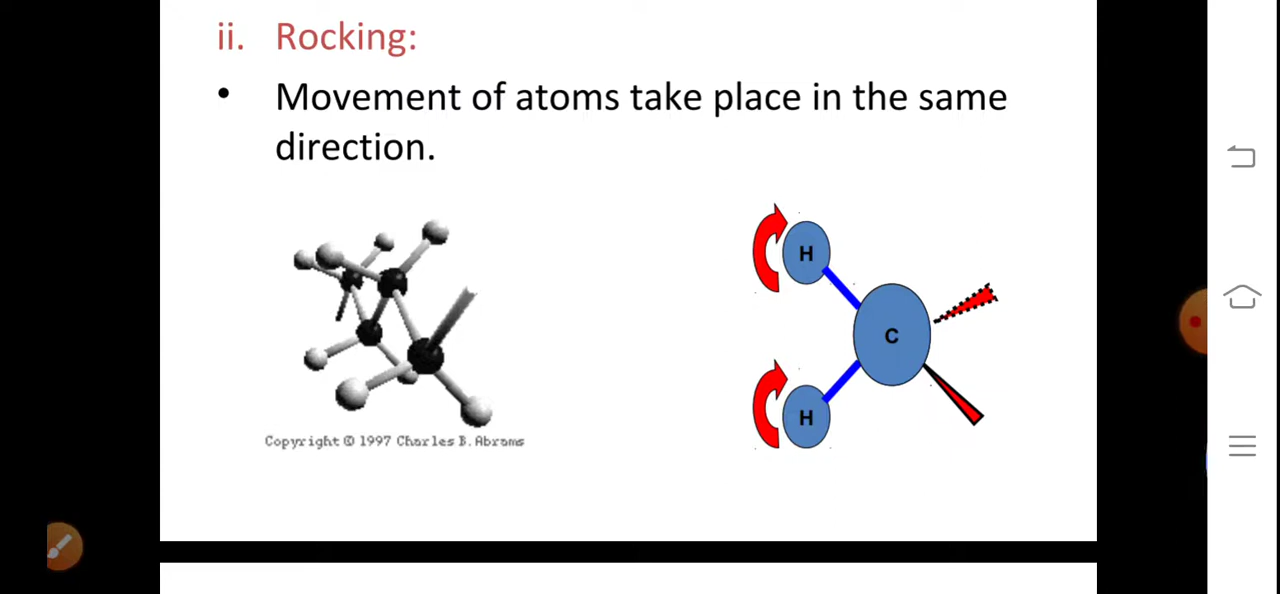 ii. Rocking:
• Movement of atoms take place in the same
direction.
H
C
H
Copyright © 1997 Charles B. Abrams